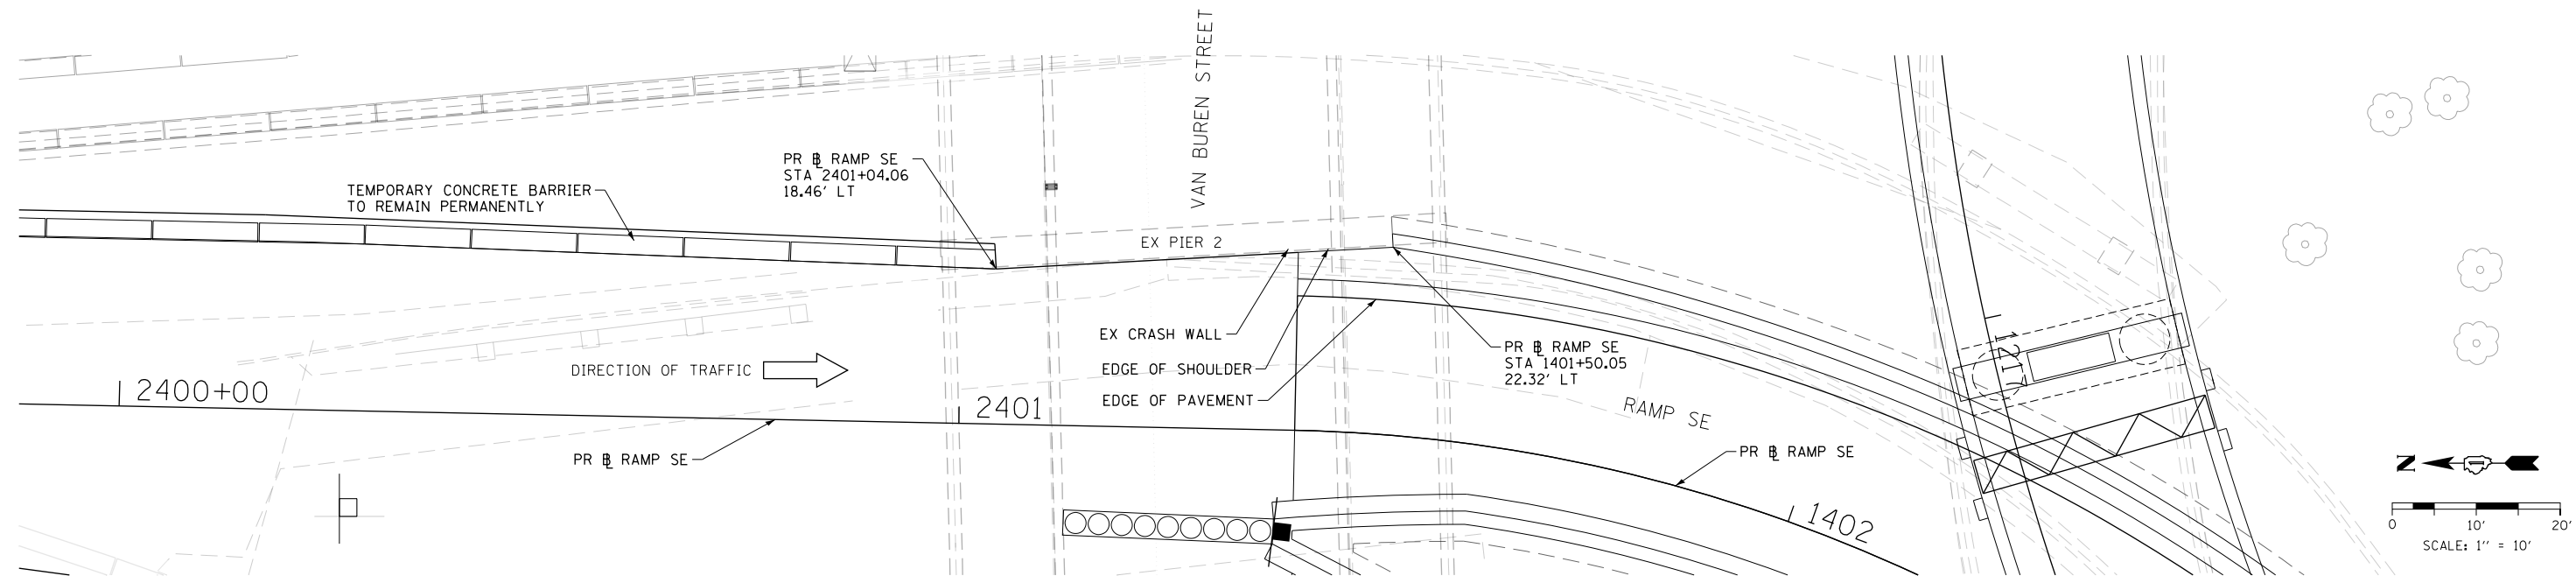 VAN BUREN STREET
PR ℄ RAMP SE
STA 2401+04.06
18.46' LT
TEMPORARY CONCRETE BARRIER
TO REMAIN PERMANENTLY
EX PIER 2
EX CRASH WALL
EDGE OF SHOULDER
EDGE OF PAVEMENT
PR ℄ RAMP SE
STA 1401+50.05
22.32' LT
DIRECTION OF TRAFFIC
2400+00
2401
RAMP SE
PR ℄ RAMP SE
PR ℄ RAMP SE
1402
N
0 10' 20'
SCALE: 1'' = 10'